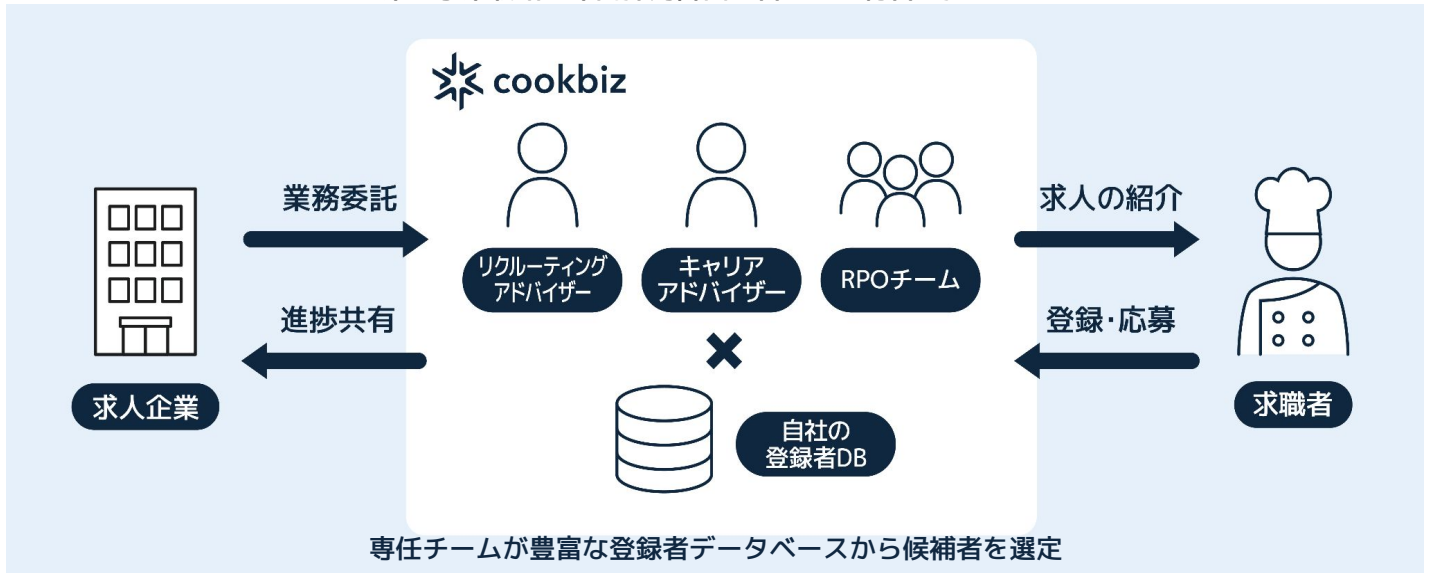 cookbiz
業務委託
進捗共有
求人企業
リクルーティング
アドバイザー
キャリア
アドバイザー
RPOチーム
自社の
登録者DB
求人の紹介
登録・応募
求職者
専任チームが豊富な登録者データベースから候補者を選定